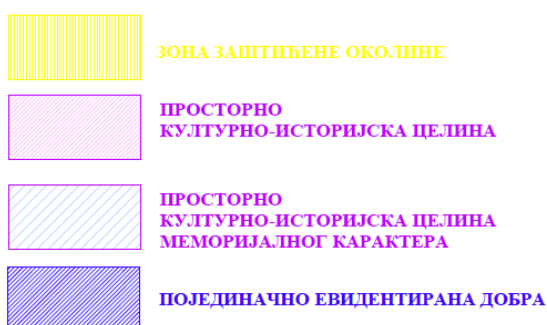 ЗОНА ЗАШТИЋЕНЕ ОКОЛИНЕ
ПРОСТОРНО
КУЛТУРНО-ИСТОРИЈСКА ЦЕЛИНА
ПРОСТОРНО
КУЛТУРНО-ИСТОРИЈСКА ЦЕЛИНА
МЕМОРИЈАЛНОГ КАРАКТЕРА
ПОЈЕДИНАЧНО ЕВИДЕНТИРАНА ДОБРА